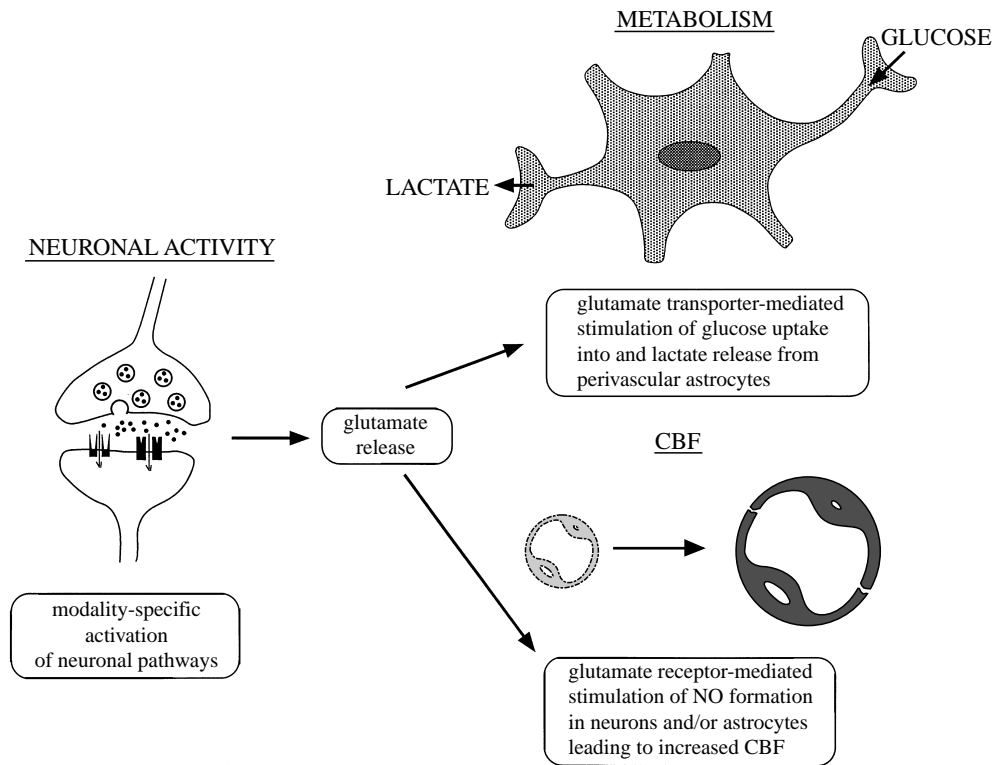 METABOLISM
GLUCOSE
LACTATE
NEURONAL ACTIVITY
glutamate transporter-mediated
stimulation of glucose uptake
into and lactate release from
perivascular astrocytes
glutamate
release
CBF
modality-specific
activation
of neuronal pathways
glutamate receptor-mediated
stimulation of NO formation
in neurons and/or astrocytes
leading to increased CBF